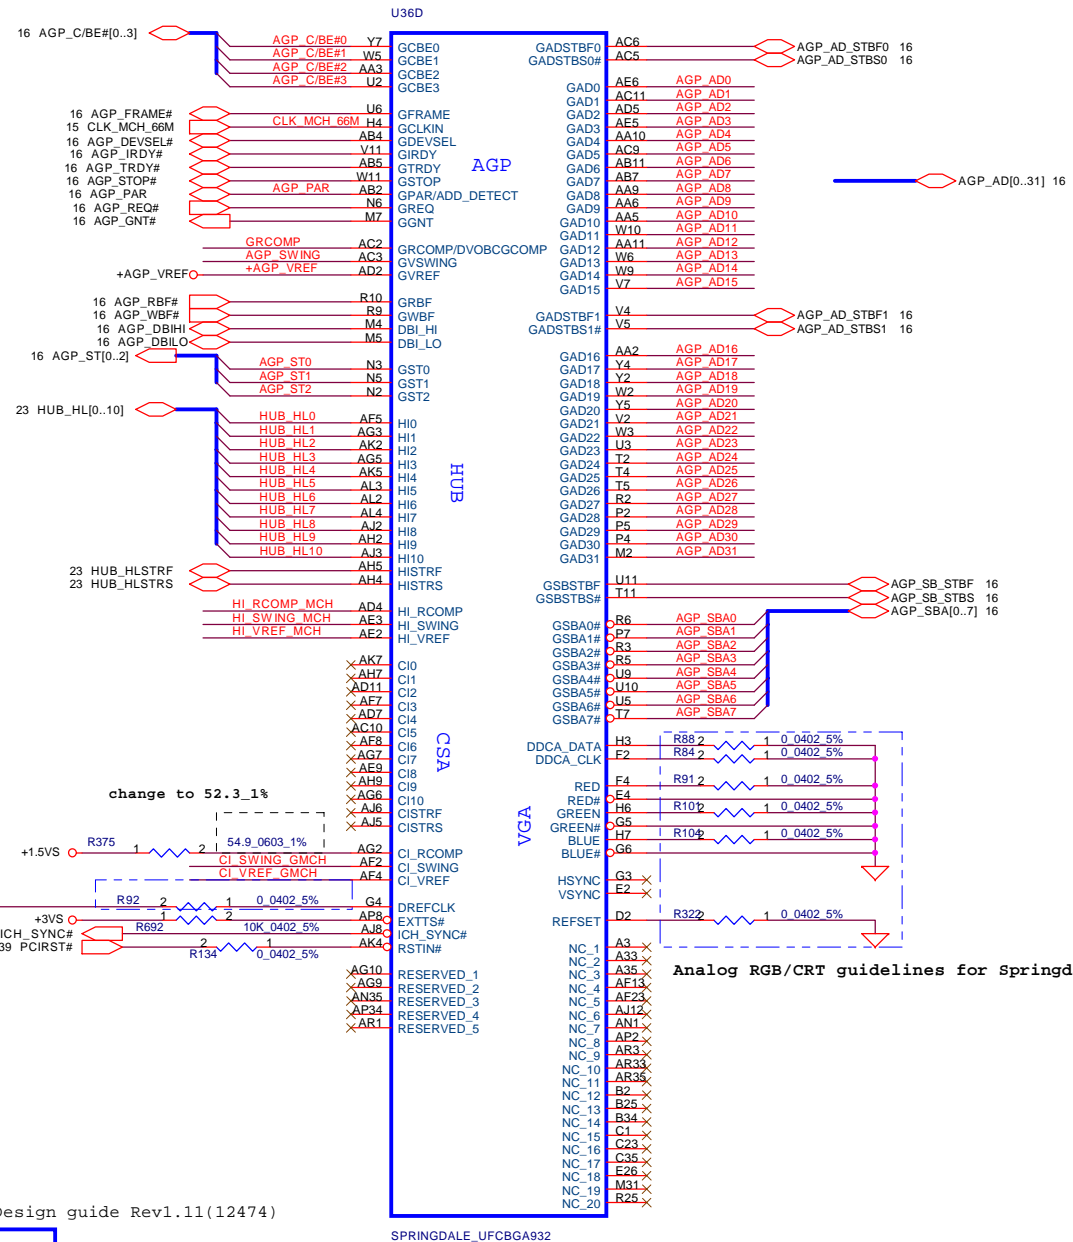 U36D
16 AGP_C/BE#[0..3]
AGP_C/BE#0 Y7 GCBE0
AGP_C/BE#1 W5 GCBE1
AGP_C/BE#2 AA3 GCBE2
AGP_C/BE#3 U2 GCBE3
16 AGP_FRAME# U6 GFRAME
15 CLK_MCH_66M CLK_MCH_66M H4 GCLKIN
16 AGP_DEVSEL# AB4 GDEVSEL
16 AGP_IRDY# V11 GIRDY
16 AGP_TRDY# AB5 GTRDY
16 AGP_STOP# W11 GSTOP
16 AGP_PAR AGP_PAR AB2 GPAR/ADD_DETECT
16 AGP_REQ# N6 GREQ
16 AGP_GNT# M7 GGNT
GRCOMP AC2 GRCOMP/DVOBCGCOMP
AGP_SWING AC3 GVSWING
+AGP_VREF +AGP_VREF AD2 GVREF
16 AGP_RBF# R10 GRBF
16 AGP_WBF# R9 GWBF
16 AGP_DBIHI M4 DBI_HI
16 AGP_DBILO M5 DBI_LO
16 AGP_ST[0..2]
AGP_ST0 N3 GST0
AGP_ST1 N5 GST1
AGP_ST2 N2 GST2
23 HUB_HL[0..10]
HUB_HL0 AF5 HI0
HUB_HL1 AG3 HI1
HUB_HL2 AK2 HI2
HUB_HL3 AG5 HI3
HUB_HL4 AK5 HI4
HUB_HL5 AL3 HI5
HUB_HL6 AL2 HI6
HUB_HL7 AL4 HI7
HUB_HL8 AJ2 HI8
HUB_HL9 AH2 HI9
HUB_HL10 AJ3 HI10
23 HUB_HLSTRF AH5 HISTRF
23 HUB_HLSTRS AH4 HISTRS
HI_RCOMP_MCH AD4 HI_RCOMP
HI_SWING_MCH AE3 HI_SWING
HI_VREF_MCH AE2 HI_VREF
AK7 CI0
AH7 CI1
AD11 CI2
AF7 CI3
AD7 CI4
AC10 CI5
AF8 CI6
AG7 CI7
AE9 CI8
AH9 CI9
AG6 CI10
AJ6 CISTRF
AJ5 CISTRS
change to 52.3_1%
+1.5VS R375 1 2 54.9_0603_1% AG2 CI_RCOMP
CI_SWING_GMCH AF2 CI_SWING
CI_VREF_GMCH AF4 CI_VREF
R92 2 1 0_0402_5% G4 DREFCLK
+3VS R692 1 2 10K_0402_5% AP8 EXTTS#
ICH_SYNC# AJ8 ICH_SYNC#
39 PCIRST# R134 2 1 0_0402_5% AK4 RSTIN#
AG10 RESERVED_1
AG9 RESERVED_2
AN35 RESERVED_3
AP34 RESERVED_4
AR1 RESERVED_5
AGP
HUB
CSA
VGA
GADSTBF0 AC6 AGP_AD_STBF0 16
GADSTBS0# AC5 AGP_AD_STBS0 16
GAD0 AE6 AGP_AD0
GAD1 AC11 AGP_AD1
GAD2 AD5 AGP_AD2
GAD3 AE5 AGP_AD3
GAD4 AA10 AGP_AD4
GAD5 AC9 AGP_AD5
GAD6 AB11 AGP_AD6
GAD7 AB7 AGP_AD7
GAD8 AA9 AGP_AD8
GAD9 AA6 AGP_AD9
GAD10 AA5 AGP_AD10
GAD11 W10 AGP_AD11
GAD12 AA11 AGP_AD12
GAD13 W6 AGP_AD13
GAD14 W9 AGP_AD14
GAD15 V7 AGP_AD15
AGP_AD[0..31] 16
GADSTBF1 V4 AGP_AD_STBF1 16
GADSTBS1# V5 AGP_AD_STBS1 16
GAD16 AA2 AGP_AD16
GAD17 Y4 AGP_AD17
GAD18 Y2 AGP_AD18
GAD19 W2 AGP_AD19
GAD20 Y5 AGP_AD20
GAD21 V2 AGP_AD21
GAD22 W3 AGP_AD22
GAD23 U3 AGP_AD23
GAD24 T2 AGP_AD24
GAD25 T4 AGP_AD25
GAD26 T5 AGP_AD26
GAD27 R2 AGP_AD27
GAD28 P2 AGP_AD28
GAD29 P5 AGP_AD29
GAD30 P4 AGP_AD30
GAD31 M2 AGP_AD31
GSBSTBF U11 AGP_SB_STBF 16
GSBSTBS# T11 AGP_SB_STBS 16
AGP_SBA[0..7] 16
GSBA0# R6 AGP_SBA0
GSBA1# P7 AGP_SBA1
GSBA2# R3 AGP_SBA2
GSBA3# R5 AGP_SBA3
GSBA4# U9 AGP_SBA4
GSBA5# U10 AGP_SBA5
GSBA6# U5 AGP_SBA6
GSBA7# T7 AGP_SBA7
DDCA_DATA H3 R88 2 1 0_0402_5%
DDCA_CLK F2 R84 2 1 0_0402_5%
RED F4 R91 2 1 0_0402_5%
RED# E4
GREEN H6 R101 2 1 0_0402_5%
GREEN# G5
BLUE H7 R104 2 1 0_0402_5%
BLUE# G6
HSYNC G3
VSYNC E2
REFSET D2 R322 2 1 0_0402_5%
Analog RGB/CRT guidelines for Springd
NC_1 A3
NC_2 A33
NC_3 A35
NC_4 AF13
NC_5 AF23
NC_6 AJ12
NC_7 AN1
NC_8 AP2
NC_9 AR3
NC_10 AR33
NC_11 AR35
NC_12 B2
NC_13 B25
NC_14 B34
NC_15 C1
NC_16 C23
NC_17 C35
NC_18 E26
NC_19 M31
NC_20 R25
Design guide Rev1.11(12474)
SPRINGDALE_UFCBGA932